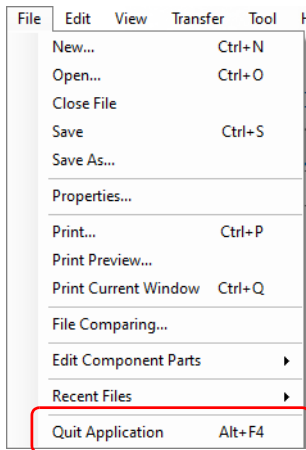 File Edit View Transfer Tool
New... Ctrl+N
Open... Ctrl+O
Close File
Save Ctrl+S
Save As...
Properties...
Print... Ctrl+P
Print Preview...
Print Current Window Ctrl+Q
File Comparing...
Edit Component Parts
Recent Files
Quit Application Alt+F4